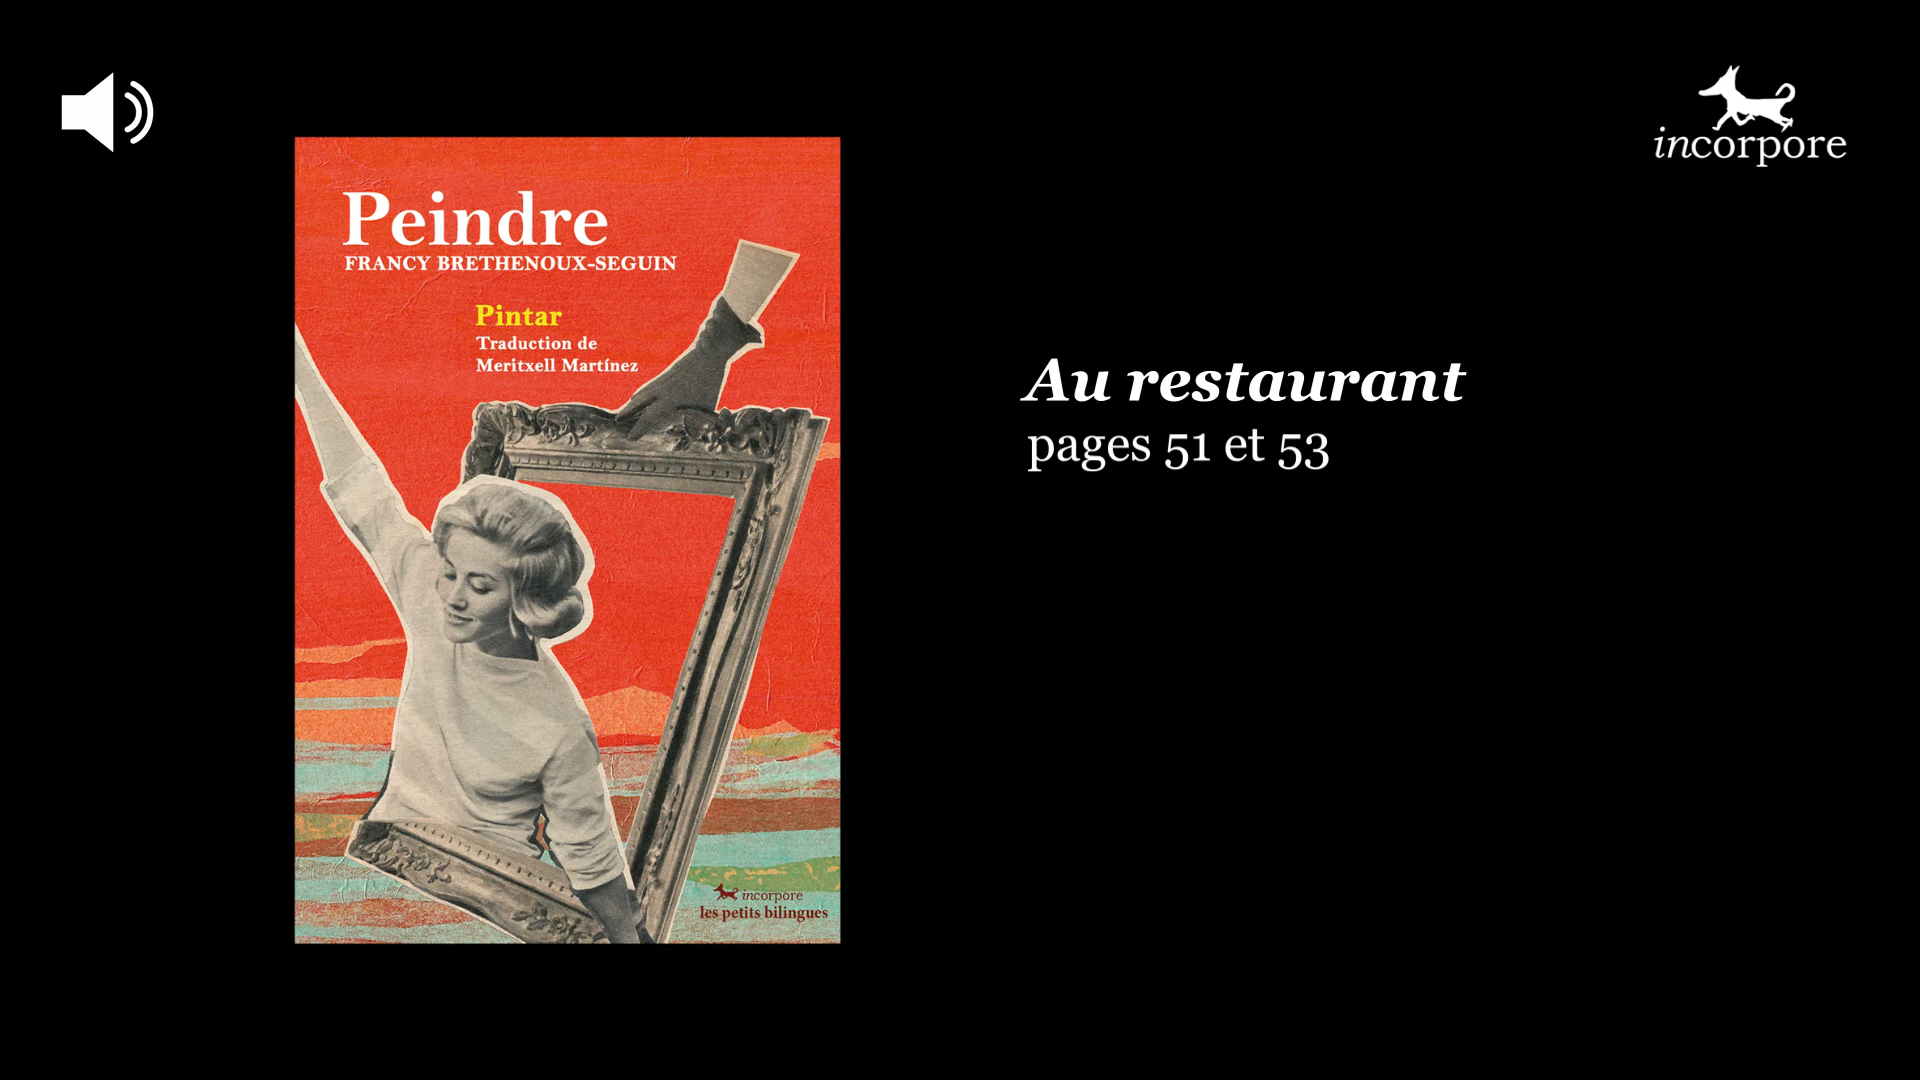 incorpore
Peindre
FRANCY BRETHENOUX-SEGUIN
Pintar
Traduction de
Meritxell Martínez
incorpore
les petits bilingues
Au restaurant
pages 51 et 53